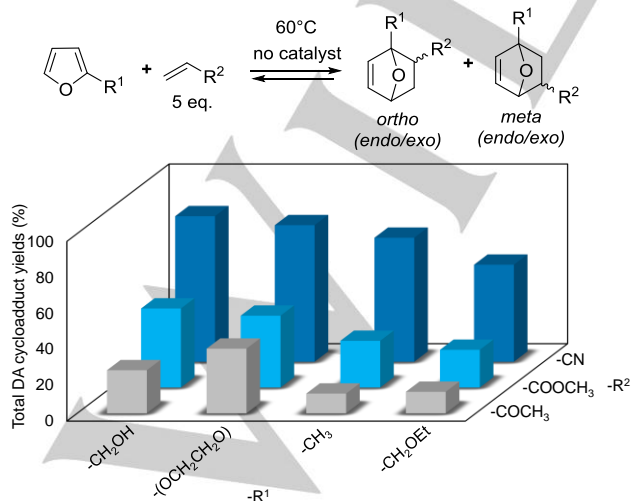 60°C
no catalyst
O
R¹
+
R²
5 eq.
R¹
R²
O
ortho
(endo/exo)
+
R¹
O
R²
meta
(endo/exo)
Total DA cycloadduct yields (%)
100
80
60
40
20
0
-CN
-COOCH₃
-R²
-COCH₃
-CH₂OH
-(OCH₂CH₂O)
-CH₃
-CH₂OEt
-R¹